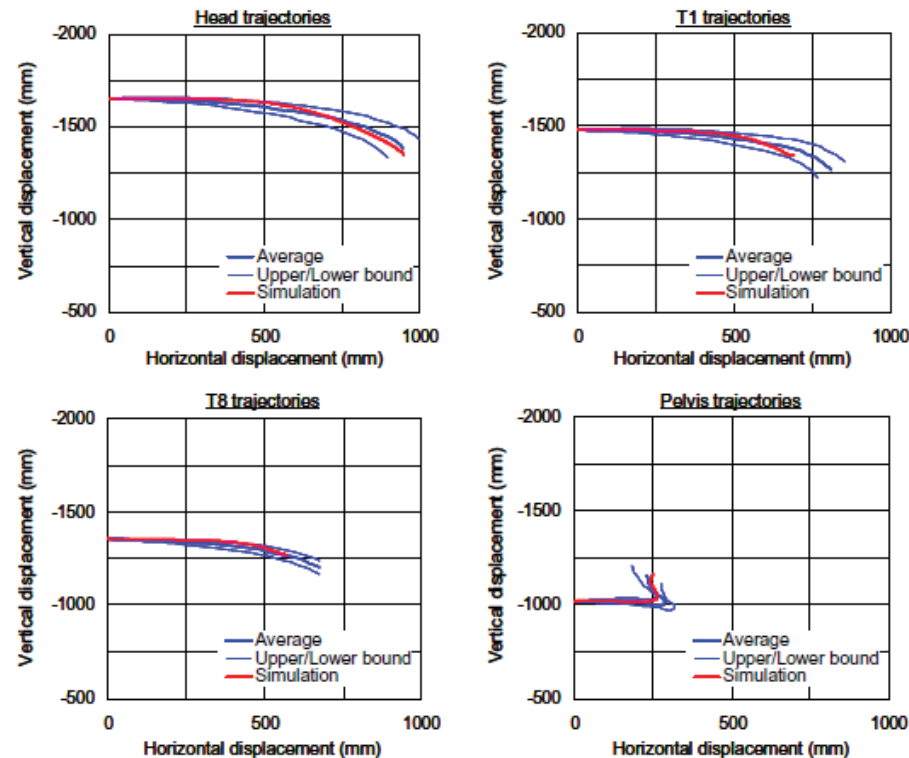 Head trajectories
Vertical displacement (mm)
-2000
-1500
-1000
-500
Average
Upper/Lower bound
Simulation
0 500 1000
Horizontal displacement (mm)
T1 trajectories
Vertical displacement (mm)
-2000
-1500
-1000
-500
Average
Upper/Lower bound
Simulation
0 500 1000
Horizontal displacement (mm)
T8 trajectories
Vertical displacement (mm)
-2000
-1500
-1000
-500
Average
Upper/Lower bound
Simulation
0 500 1000
Horizontal displacement (mm)
Pelvis trajectories
Vertical displacement (mm)
-2000
-1500
-1000
-500
Average
Upper/Lower bound
Simulation
0 500 1000
Horizontal displacement (mm)